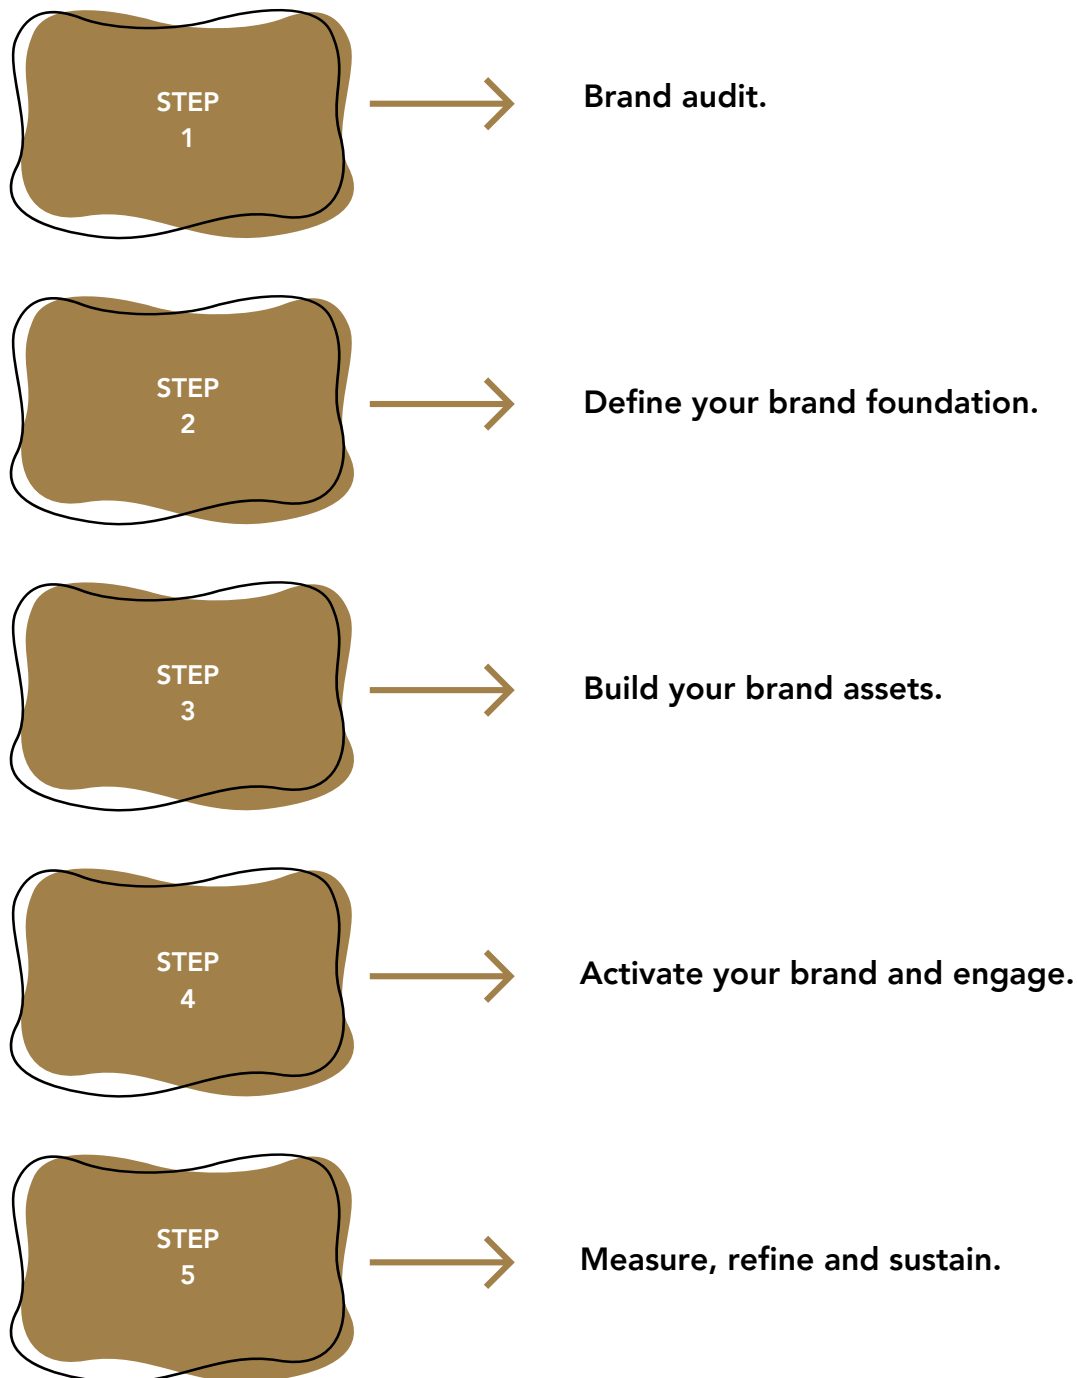 STEP
1
Brand audit.
STEP
2
Define your brand foundation.
STEP
3
Build your brand assets.
STEP
4
Activate your brand and engage.
STEP
5
Measure, refine and sustain.